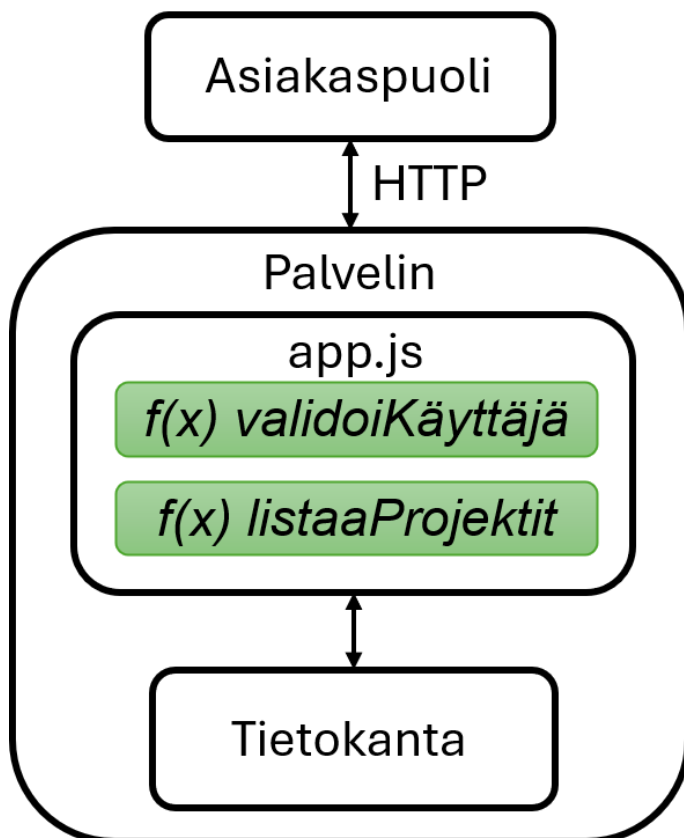 Asiakaspuoli
HTTP
Palvelin
app.js
f(x) validoiKäyttäjä
f(x) listaaProjektit
Tietokanta